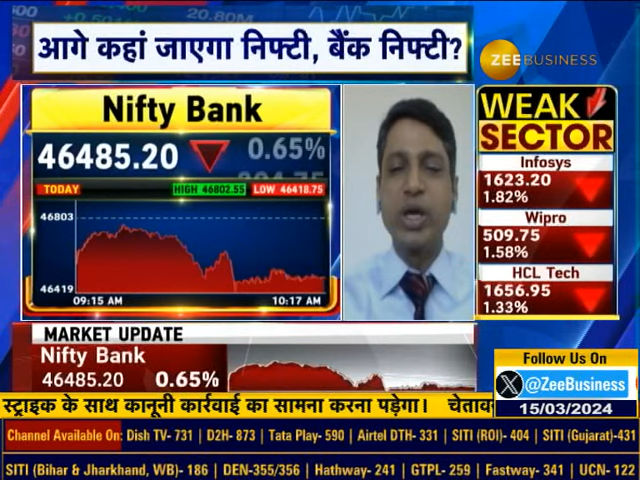 20.80M
आगे कहां जाएगा निफ्टी, बैंक निफ्टी?
ZEEBUSINESS
Nifty Bank
46485.20 0.65%
TODAY HIGH 46802.55 LOW 46418.75
46803
46419
09:15 AM 10:17 AM
WEAK
SECTOR
Infosys
1623.20
1.82%
Wipro
509.75
1.58%
HCL Tech
1656.95
1.33%
MARKET UPDATE
Nifty Bank
46485.20 0.65%
Follow Us On
X @ZeeBusiness
15/03/2024
स्ट्राइक के साथ कानूनी कार्रवाई का सामना करना पड़ेगा। चेताव
Channel Available On: Dish TV- 731 | D2H- 873 | Tata Play- 590 | Airtel DTH- 331 | SITI (ROI)- 404 | SITI (Gujarat)-431
SITI (Bihar & Jharkhand, WB)- 186 | DEN-355/356 | Hathway- 241 | GTPL- 259 | Fastway- 341 | UCN- 122